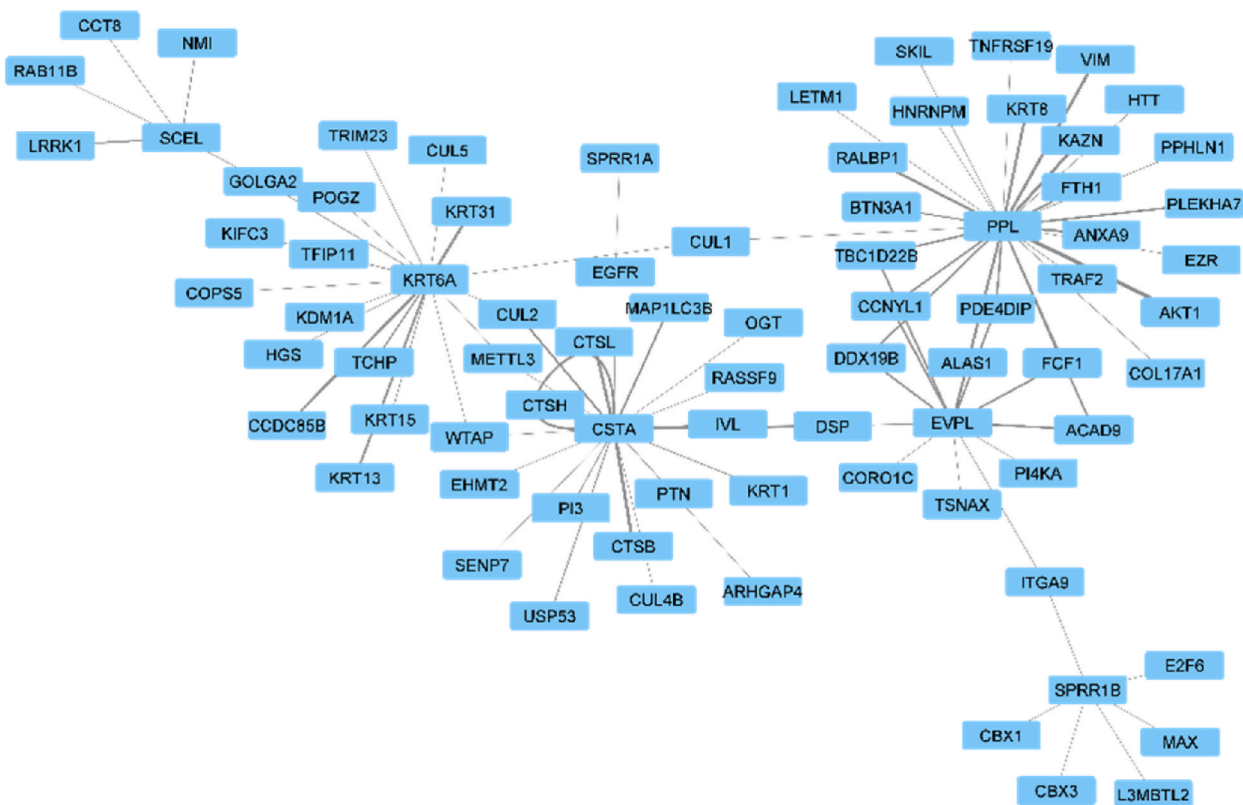 CCT8
NMI
RAB11B
LRRK1
SCEL
TRIM23
CUL5
GOLGA2
POGZ
KRT31
KIFC3
TFIP11
KRT6A
COPS5
KDM1A
HGS
TCHP
CCDC85B
KRT15
KRT13
WTAP
METTL3
CUL2
SPRR1A
EGFR
CUL1
CTSL
CTSH
MAP1LC3B
OGT
RASSF9
CSTA
IVL
DSP
EHMT2
PI3
PTN
KRT1
SENP7
CTSB
USP53
CUL4B
ARHGAP4
SKIL
TNFRSF19
VIM
LETM1
HNRNPM
KRT8
HTT
RALBP1
KAZN
PPHLN1
BTN3A1
FTH1
PLEKHA7
PPL
ANXA9
TBC1D22B
EZR
TRAF2
CCNYL1
PDE4DIP
AKT1
DDX19B
ALAS1
FCF1
COL17A1
EVPL
ACAD9
CORO1C
PI4KA
TSNAX
ITGA9
E2F6
SPRR1B
CBX1
MAX
CBX3
L3MBTL2